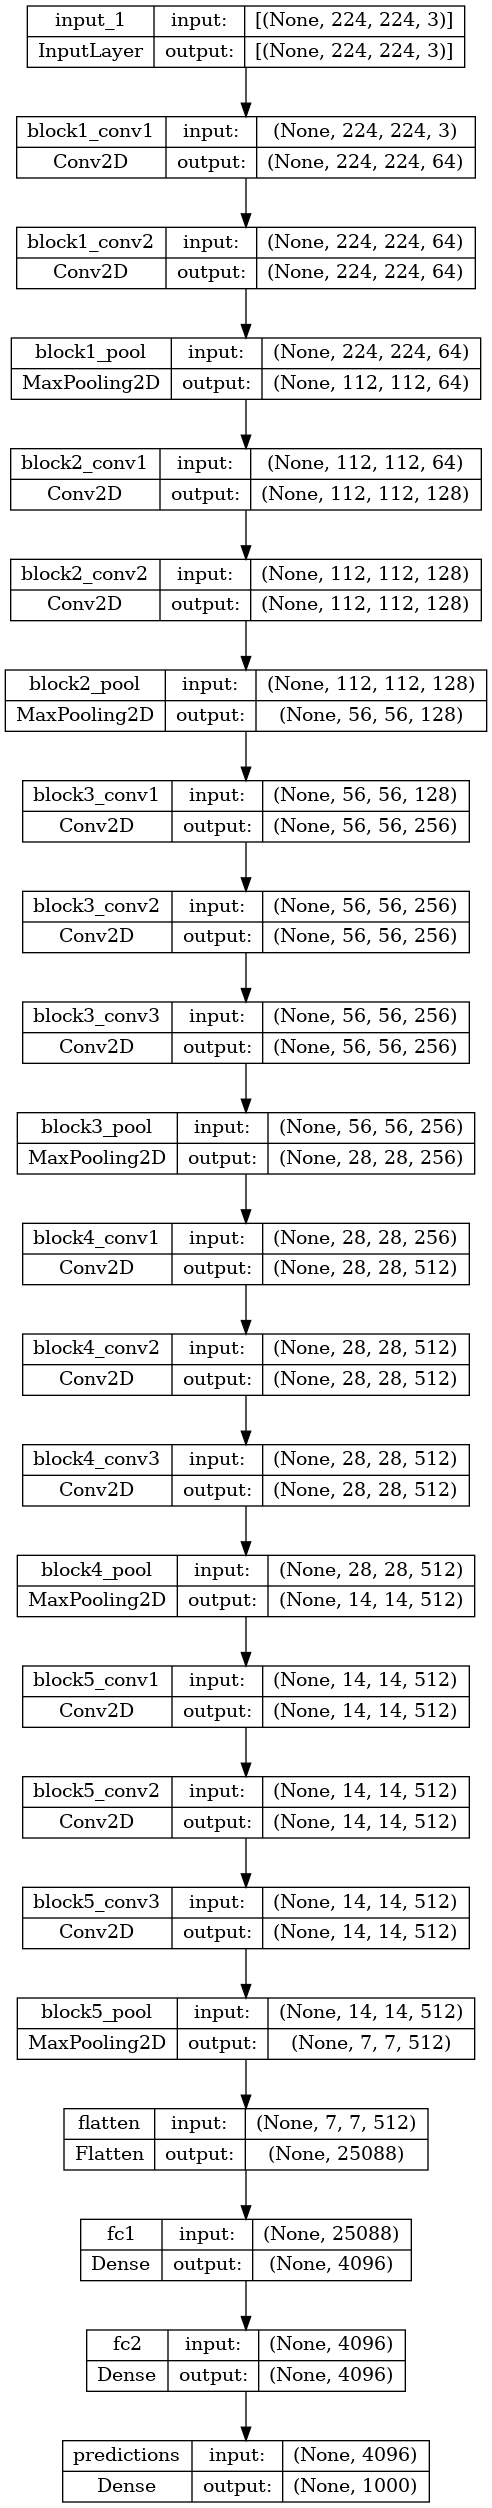 input_1 input: [(None, 224, 224, 3)]
InputLayer output: [(None, 224, 224, 3)]
block1_conv1 input: (None, 224, 224, 3)
Conv2D output: (None, 224, 224, 64)
block1_conv2 input: (None, 224, 224, 64)
Conv2D output: (None, 224, 224, 64)
block1_pool input: (None, 224, 224, 64)
MaxPooling2D output: (None, 112, 112, 64)
block2_conv1 input: (None, 112, 112, 64)
Conv2D output: (None, 112, 112, 128)
block2_conv2 input: (None, 112, 112, 128)
Conv2D output: (None, 112, 112, 128)
block2_pool input: (None, 112, 112, 128)
MaxPooling2D output: (None, 56, 56, 128)
block3_conv1 input: (None, 56, 56, 128)
Conv2D output: (None, 56, 56, 256)
block3_conv2 input: (None, 56, 56, 256)
Conv2D output: (None, 56, 56, 256)
block3_conv3 input: (None, 56, 56, 256)
Conv2D output: (None, 56, 56, 256)
block3_pool input: (None, 56, 56, 256)
MaxPooling2D output: (None, 28, 28, 256)
block4_conv1 input: (None, 28, 28, 256)
Conv2D output: (None, 28, 28, 512)
block4_conv2 input: (None, 28, 28, 512)
Conv2D output: (None, 28, 28, 512)
block4_conv3 input: (None, 28, 28, 512)
Conv2D output: (None, 28, 28, 512)
block4_pool input: (None, 28, 28, 512)
MaxPooling2D output: (None, 14, 14, 512)
block5_conv1 input: (None, 14, 14, 512)
Conv2D output: (None, 14, 14, 512)
block5_conv2 input: (None, 14, 14, 512)
Conv2D output: (None, 14, 14, 512)
block5_conv3 input: (None, 14, 14, 512)
Conv2D output: (None, 14, 14, 512)
block5_pool input: (None, 14, 14, 512)
MaxPooling2D output: (None, 7, 7, 512)
flatten input: (None, 7, 7, 512)
Flatten output: (None, 25088)
fc1 input: (None, 25088)
Dense output: (None, 4096)
fc2 input: (None, 4096)
Dense output: (None, 4096)
predictions input: (None, 4096)
Dense output: (None, 1000)